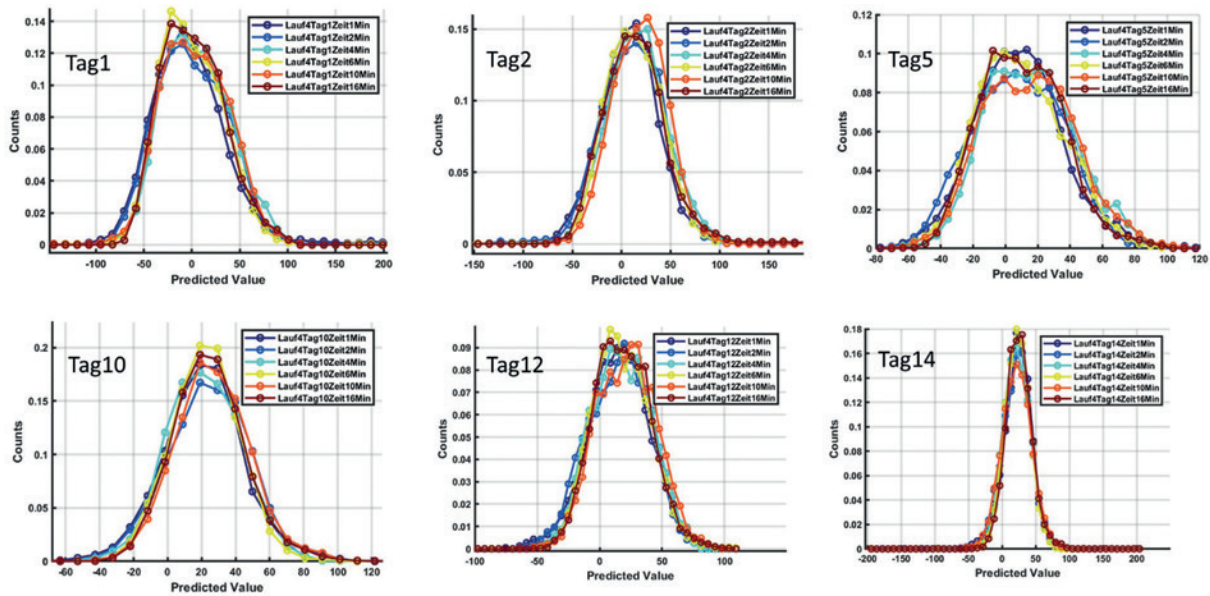 Tag1
Counts
0.14
0.12
0.1
0.08
0.06
0.04
0.02
0
-100
-50
0
50
100
150
200
Predicted Value
Lauf4Tag1Zeit1Min
Lauf4Tag1Zeit2Min
Lauf4Tag1Zeit4Min
Lauf4Tag1Zeit6Min
Lauf4Tag1Zeit10Min
Lauf4Tag1Zeit16Min
Tag2
Counts
0.15
0.1
0.05
0
-150
-100
-50
0
50
100
150
Predicted Value
Lauf4Tag2Zeit1Min
Lauf4Tag2Zeit2Min
Lauf4Tag2Zeit4Min
Lauf4Tag2Zeit6Min
Lauf4Tag2Zeit10Min
Lauf4Tag2Zeit16Min
Tag5
Counts
0.12
0.1
0.08
0.06
0.04
0.02
0
-80
-60
-40
-20
0
20
40
60
80
100
120
Predicted Value
Lauf4Tag5Zeit1Min
Lauf4Tag5Zeit2Min
Lauf4Tag5Zeit4Min
Lauf4Tag5Zeit6Min
Lauf4Tag5Zeit10Min
Lauf4Tag5Zeit16Min
Tag10
Counts
0.2
0.15
0.1
0.05
0
-60
-40
-20
0
20
40
60
80
100
120
Predicted Value
Lauf4Tag10Zeit1Min
Lauf4Tag10Zeit2Min
Lauf4Tag10Zeit4Min
Lauf4Tag10Zeit6Min
Lauf4Tag10Zeit10Min
Lauf4Tag10Zeit16Min
Tag12
Counts
0.09
0.08
0.07
0.06
0.05
0.04
0.03
0.02
0.01
0
-100
-50
0
50
100
Predicted Value
Lauf4Tag12Zeit1Min
Lauf4Tag12Zeit2Min
Lauf4Tag12Zeit4Min
Lauf4Tag12Zeit6Min
Lauf4Tag12Zeit10Min
Lauf4Tag12Zeit16Min
Tag14
Counts
0.18
0.16
0.14
0.12
0.1
0.08
0.06
0.04
0.02
0
-200
-150
-100
-50
0
50
100
150
200
Predicted Value
Lauf4Tag14Zeit1Min
Lauf4Tag14Zeit2Min
Lauf4Tag14Zeit4Min
Lauf4Tag14Zeit6Min
Lauf4Tag14Zeit10Min
Lauf4Tag14Zeit16Min